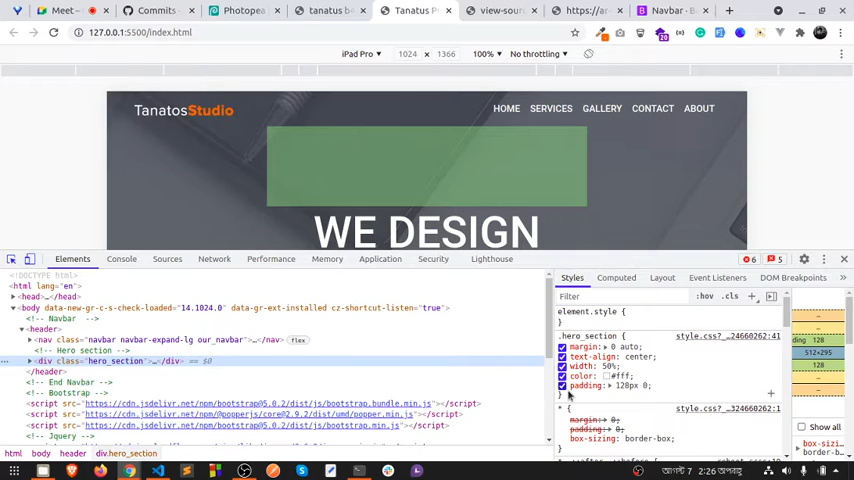 Meet —
Commits ·
Photopea |
tanatus b
Tanatus P
view-sour
https://ar
Navbar · B
127.0.0.1:5500/index.html
iPad Pro ▾ 1024 × 1366 100% ▾ No throttling ▾
TanatosStudio HOME SERVICES GALLERY CONTACT ABOUT
WE DESIGN
Elements Console Sources Network Performance Memory Application Security Lighthouse 6 5
<!DOCTYPE html>
<html lang="en">
<head>…</head>
<body data-new-gr-c-s-check-loaded="14.1024.0" data-gr-ext-installed cz-shortcut-listen="true">
<!-- Navbar -->
<header>
<nav class="navbar navbar-expand-lg our_navbar">…</nav> flex
<!-- Hero section -->
<div class="hero_section">…</div> == $0
</header>
<!-- End Navbar -->
<!-- Bootstrap -->
<script src="https://cdn.jsdelivr.net/npm/bootstrap@5.0.2/dist/js/bootstrap.bundle.min.js"></script>
<script src="https://cdn.jsdelivr.net/npm/@popperjs/core@2.9.2/dist/umd/popper.min.js"></script>
<script src="https://cdn.jsdelivr.net/npm/bootstrap@5.0.2/dist/js/bootstrap.min.js"></script>
<!-- Jquery -->
html body header div.hero_section
Styles Computed Layout Event Listeners DOM Breakpoints
Filter :hov .cls
element.style {
}
.hero_section { style.css?_…24660262:41
margin: 0 auto;
text-align: center;
width: 50%;
color: #fff;
padding: 128px 0;
}
* { style.css?_…324660262:1
margin: 0;
padding: 0;
box-sizing: border-box;
}
ding 128
512×295
128
Show all
box-si
border-b
আগস্ট 7 2:26 অপরাহ্ণ